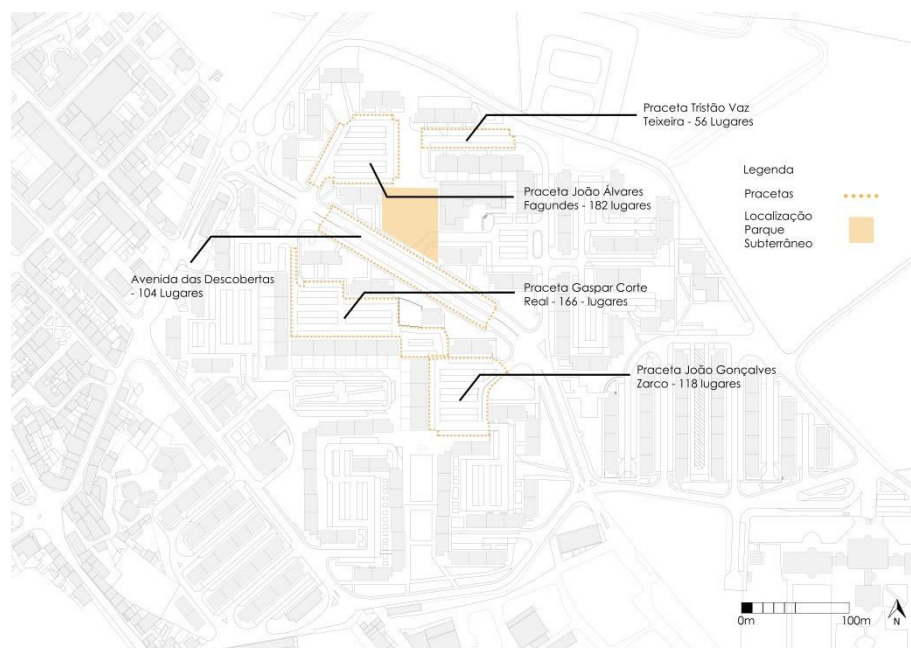 Praceta Tristão Vaz
Teixeira - 56 Lugares
Praceta João Álvares
Fagundes - 182 lugares
Avenida das Descobertas
- 104 Lugares
Praceta Gaspar Corte
Real - 166 - lugares
Praceta João Gonçalves
Zarco - 118 lugares
Legenda
Pracetas
Localização
Parque
Subterrâneo
0m
100m
N